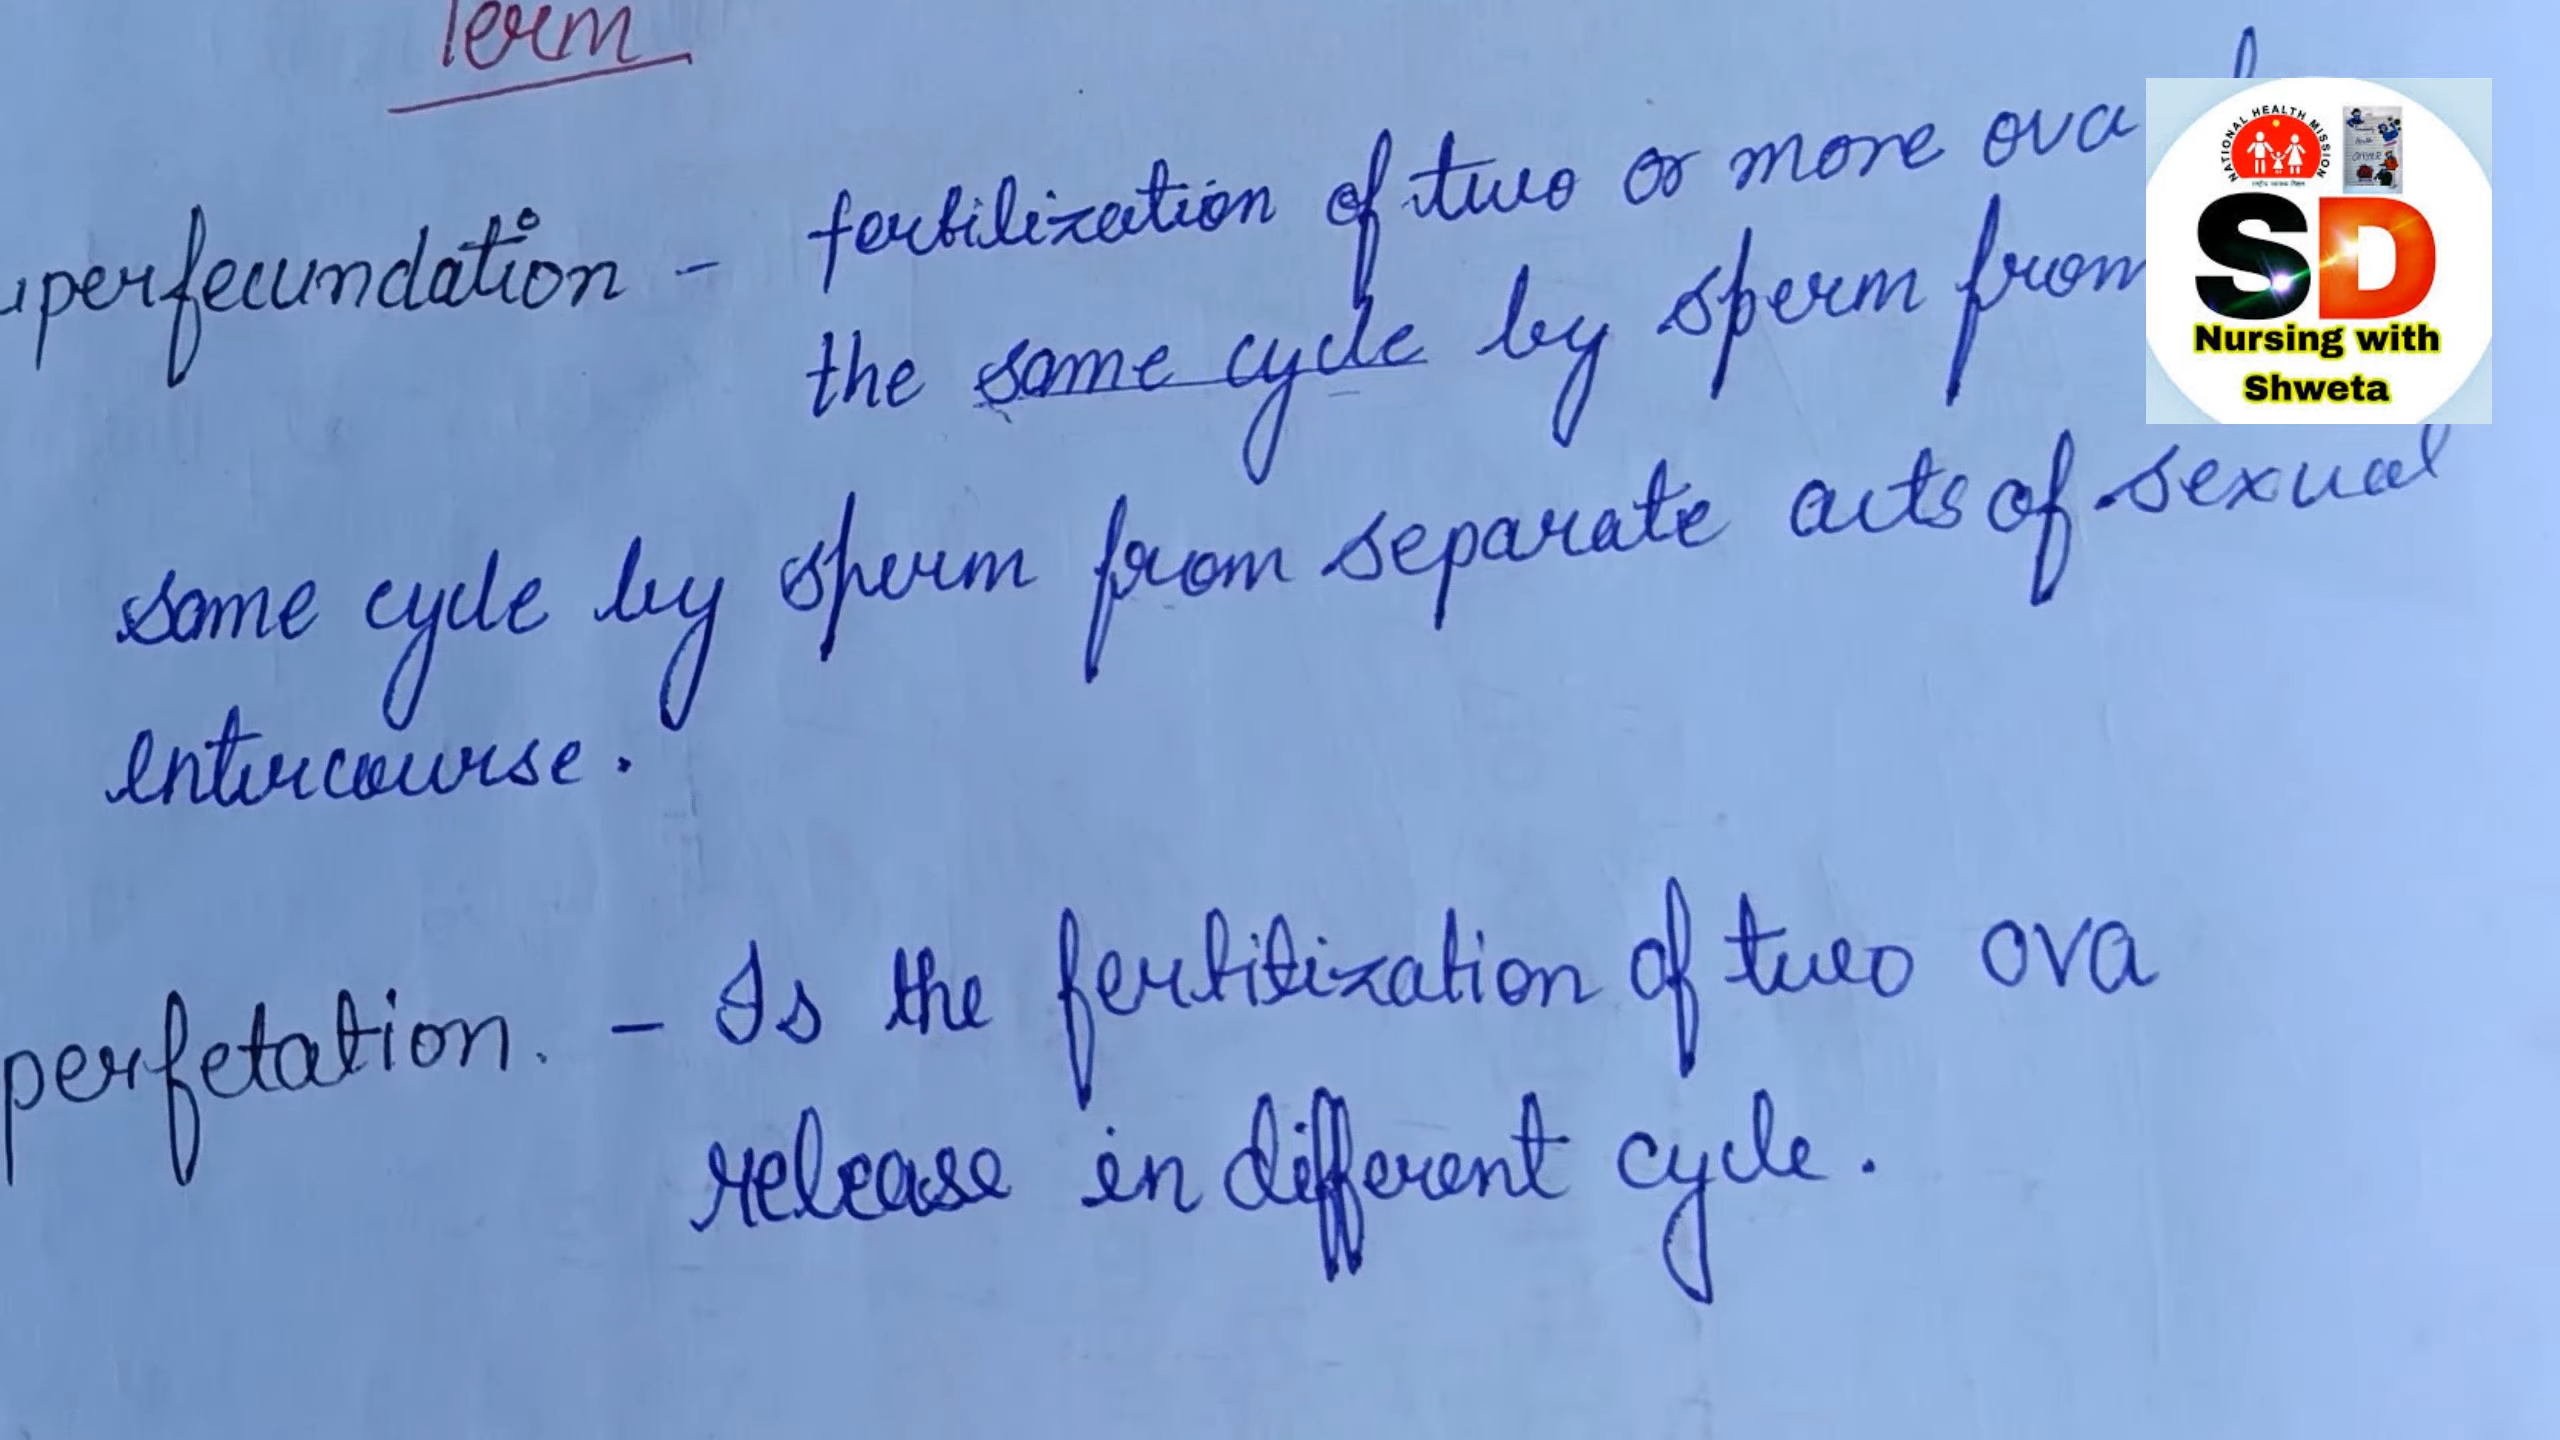 Term
uperfecundation - fertilization of two or more ova
the same cycle by sperm from
same cycle by sperm from separate acts of sexual
entercourse.
perfetation. - Is the fertilization of two ova
release in different cycle.
NATIONAL HEALTH MISSION
SD
Nursing with
Shweta